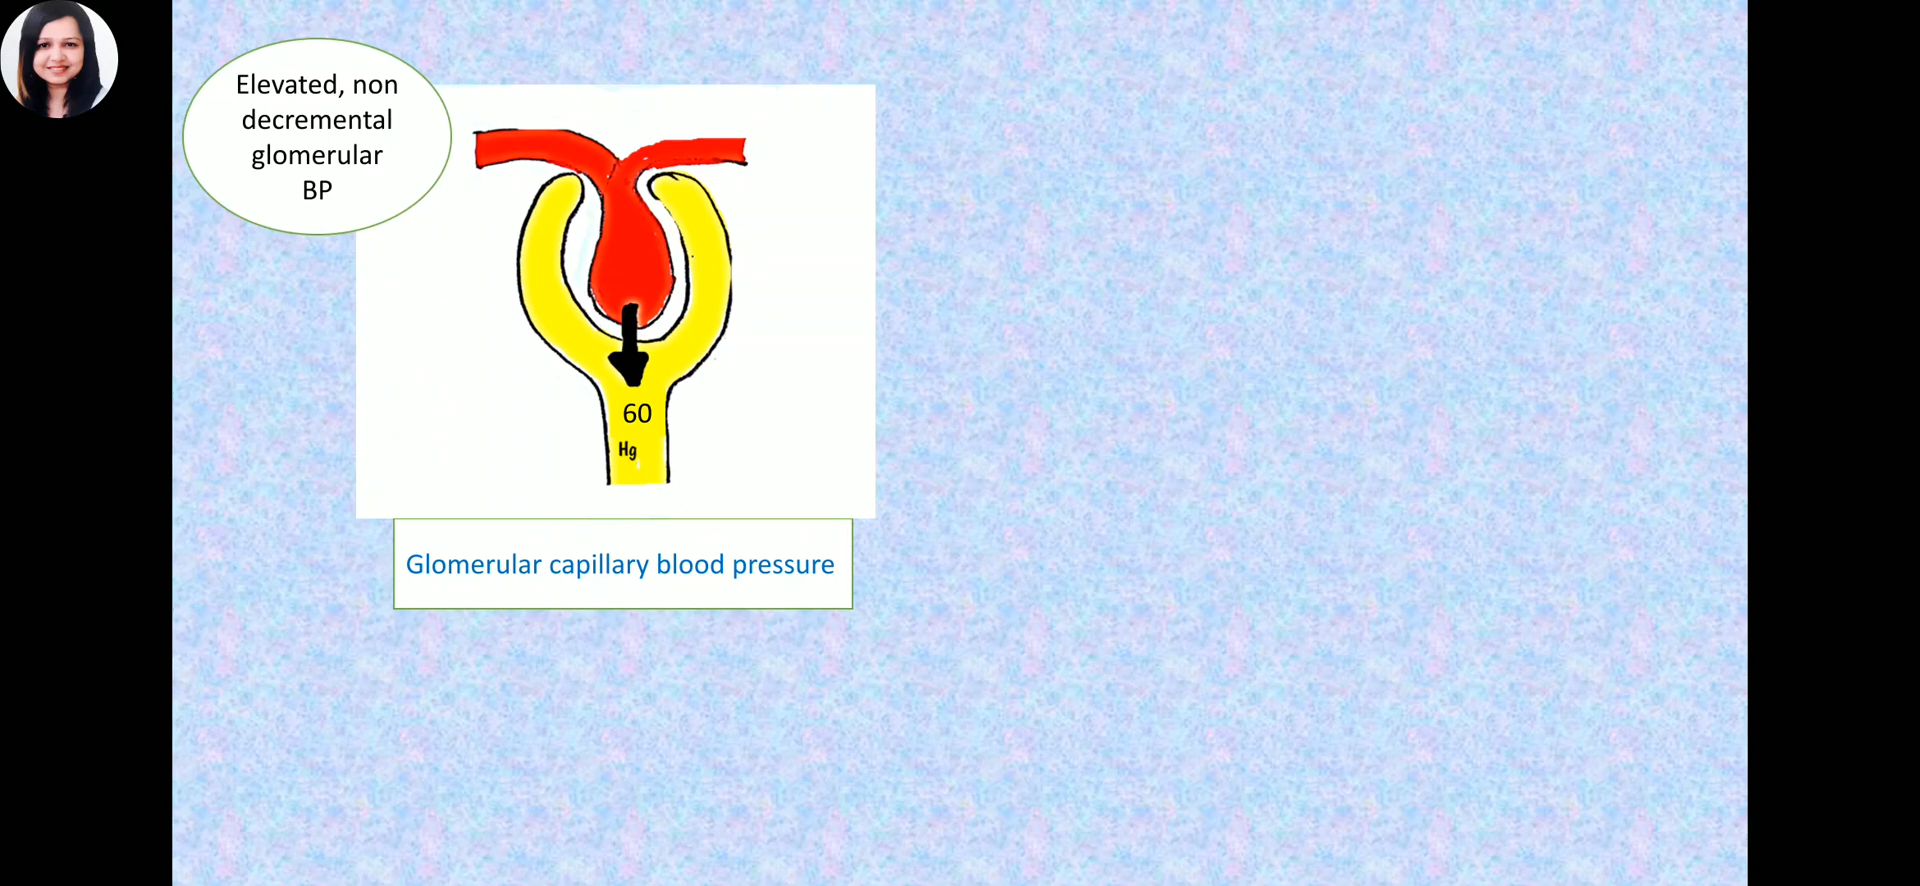 Elevated, non
decremental
glomerular
BP
60
Hg
Glomerular capillary blood pressure